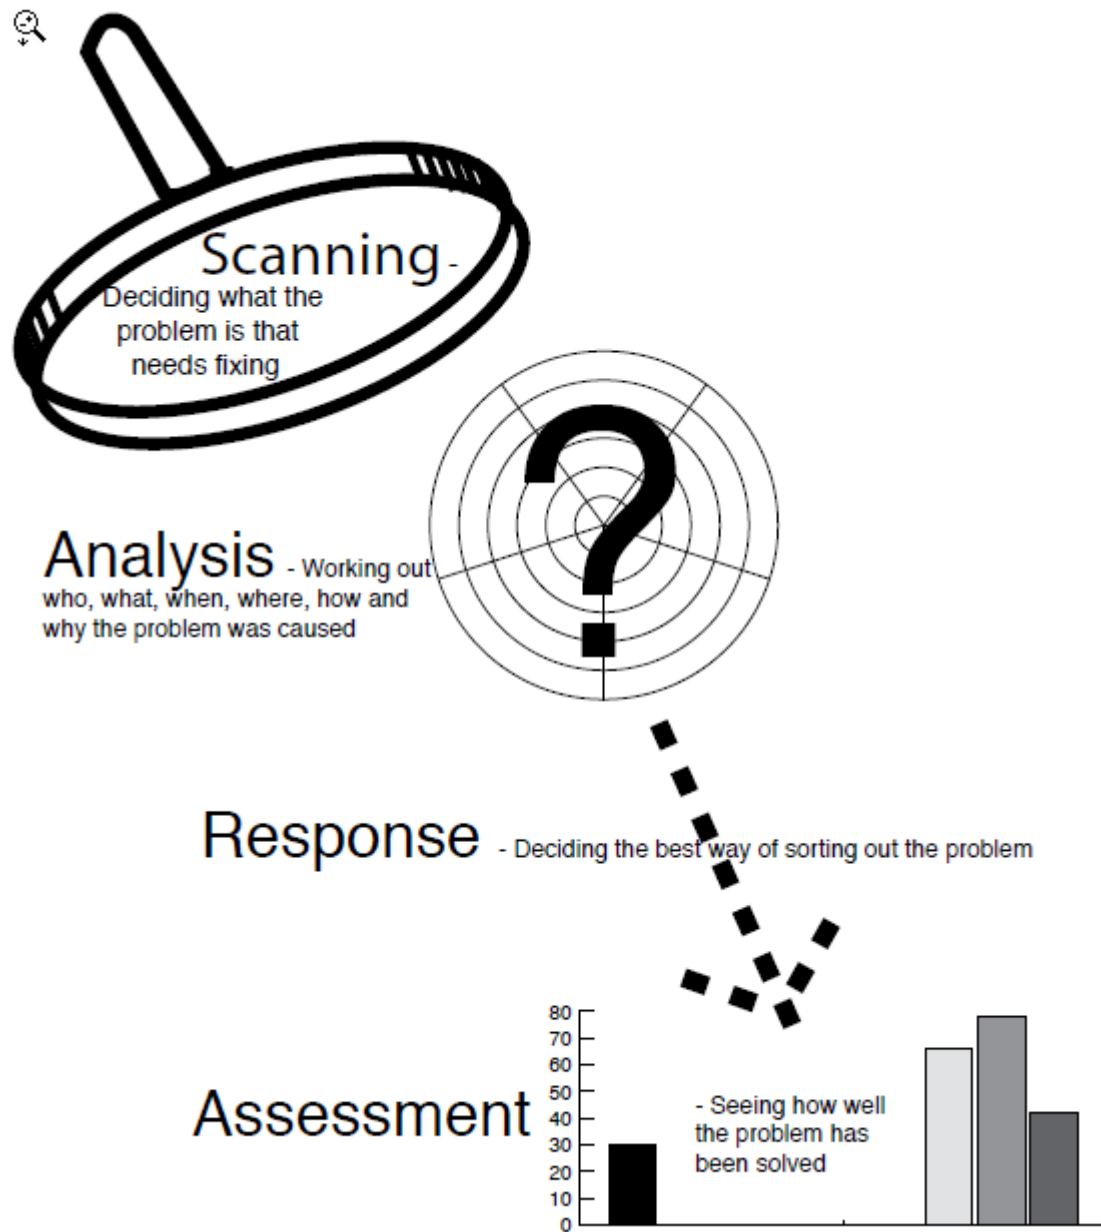 Scanning -
Deciding what the
problem is that
needs fixing
Analysis - Working out
who, what, when, where, how and
why the problem was caused
?
Response - Deciding the best way of sorting out the problem
Assessment
- Seeing how well
the problem has
been solved
80
70
60
50
40
30
20
10
0